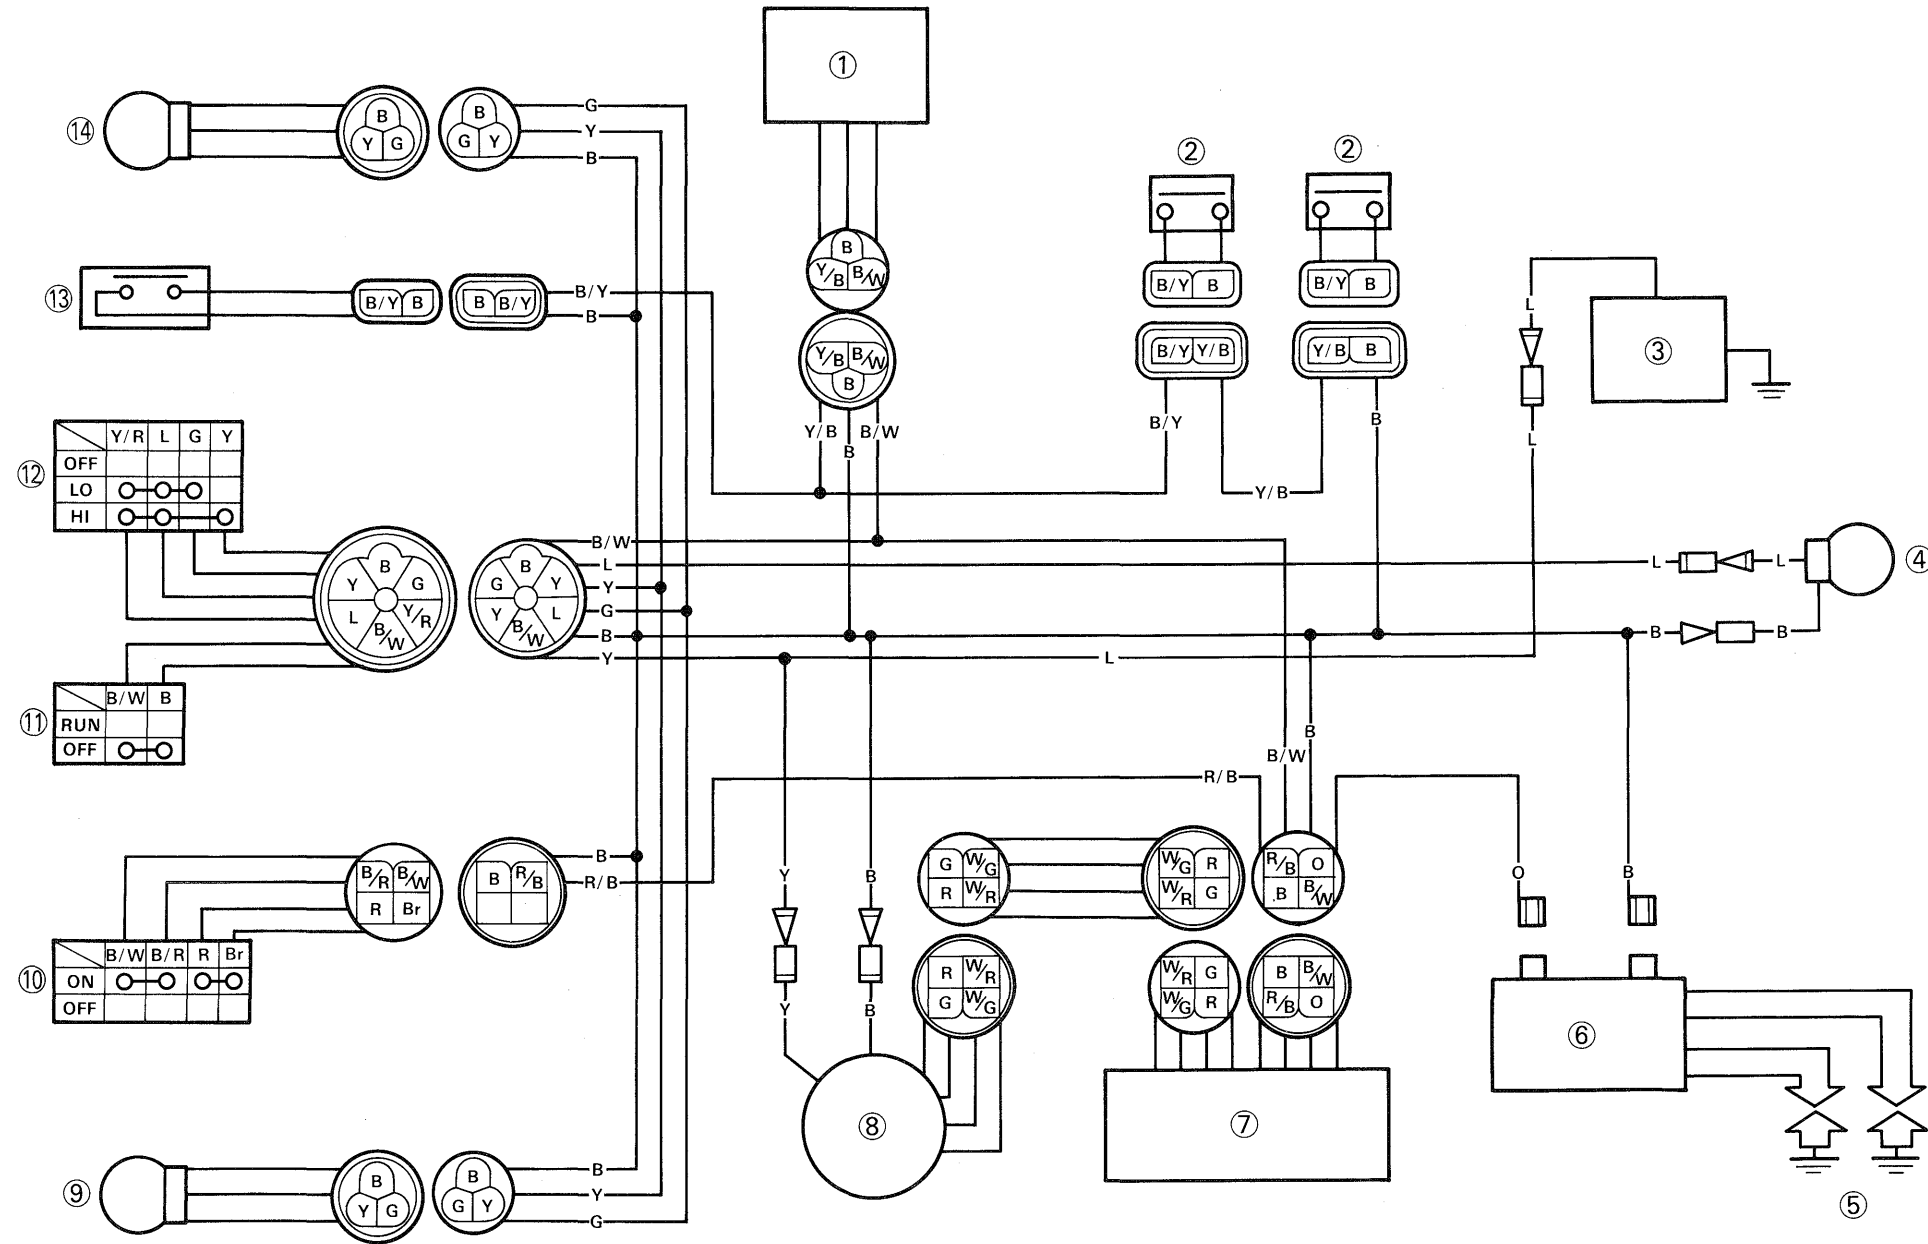 ①
⑭
B
Y G
B
G Y
G
Y
B
②
②
⑬
B/Y B
B B/Y
B/Y
B
B
Y/B B/W
Y/B B/W
B
Y/B
B
B/W
B/Y B
B/Y B
B/Y Y/B
Y/B B
B/Y
Y/B
B
L
L
③
⑫
Y/R L G Y
OFF
LO
HI
B
Y G
L Y/R
B/W
B
G Y
Y L
B/W
B/W
L
Y
G
B
Y
L
L
L
④
B
B
⑪
B/W B
RUN
OFF
B
B/W
R/B
B/R B/W
R Br
B R/B
B
R/B
⑩
B/W B/R R Br
ON
OFF
Y
B
Y
B
G W/G
R W/R
W/G R
W/R G
R/B O
B B/W
O
B
R W/R
G W/G
W/R G
W/G R
B B/W
R/B O
⑥
⑧
⑦
⑤
⑨
B
Y G
B
G Y
B
Y
G